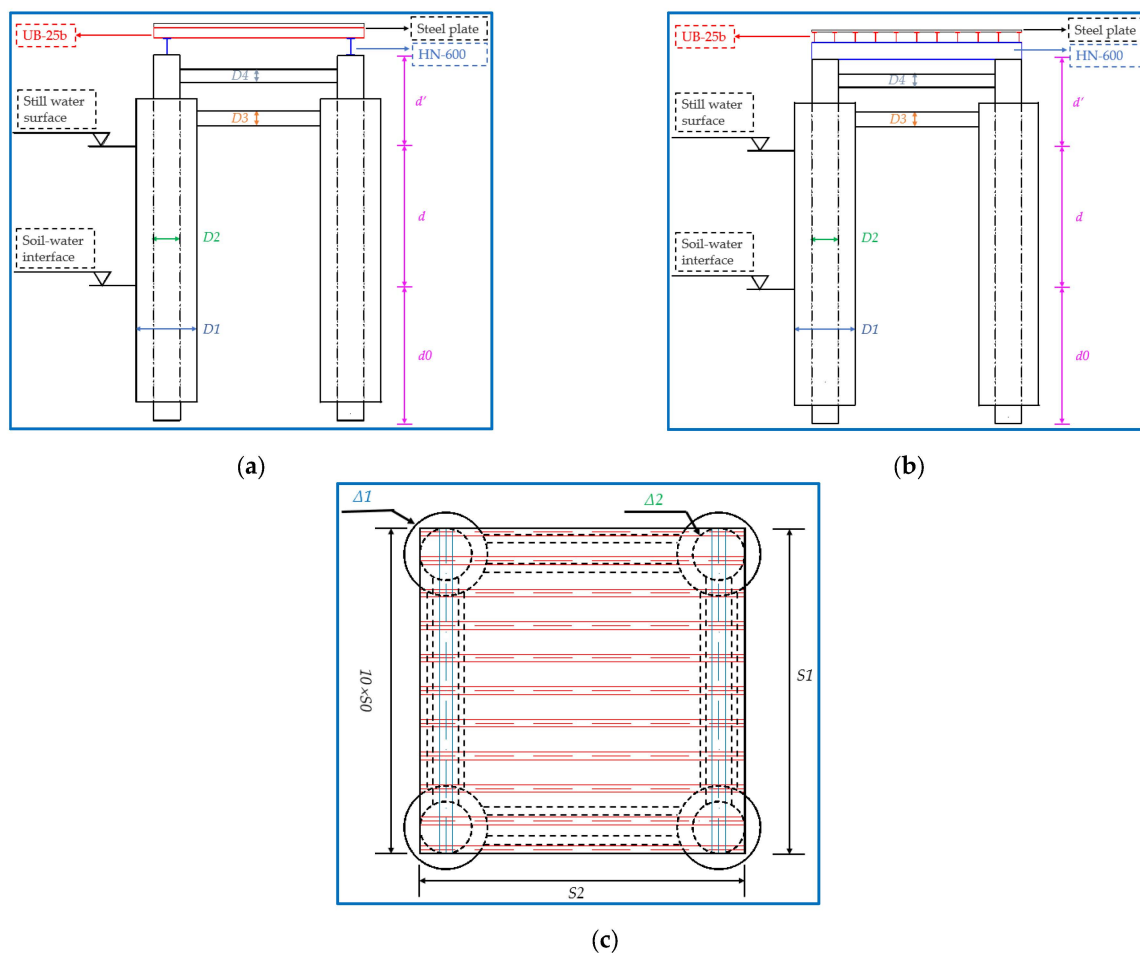 UB-25b
Steel plate
HN-600
D4
d'
Still water
surface
D3
d
D2
Soil-water
interface
D1
d0
(a)
UB-25b
Steel plate
HN-600
D4
d'
Still water
surface
D3
d
D2
Soil-water
interface
D1
d0
(b)
Δ1
Δ2
10×S0
S1
S2
(c)